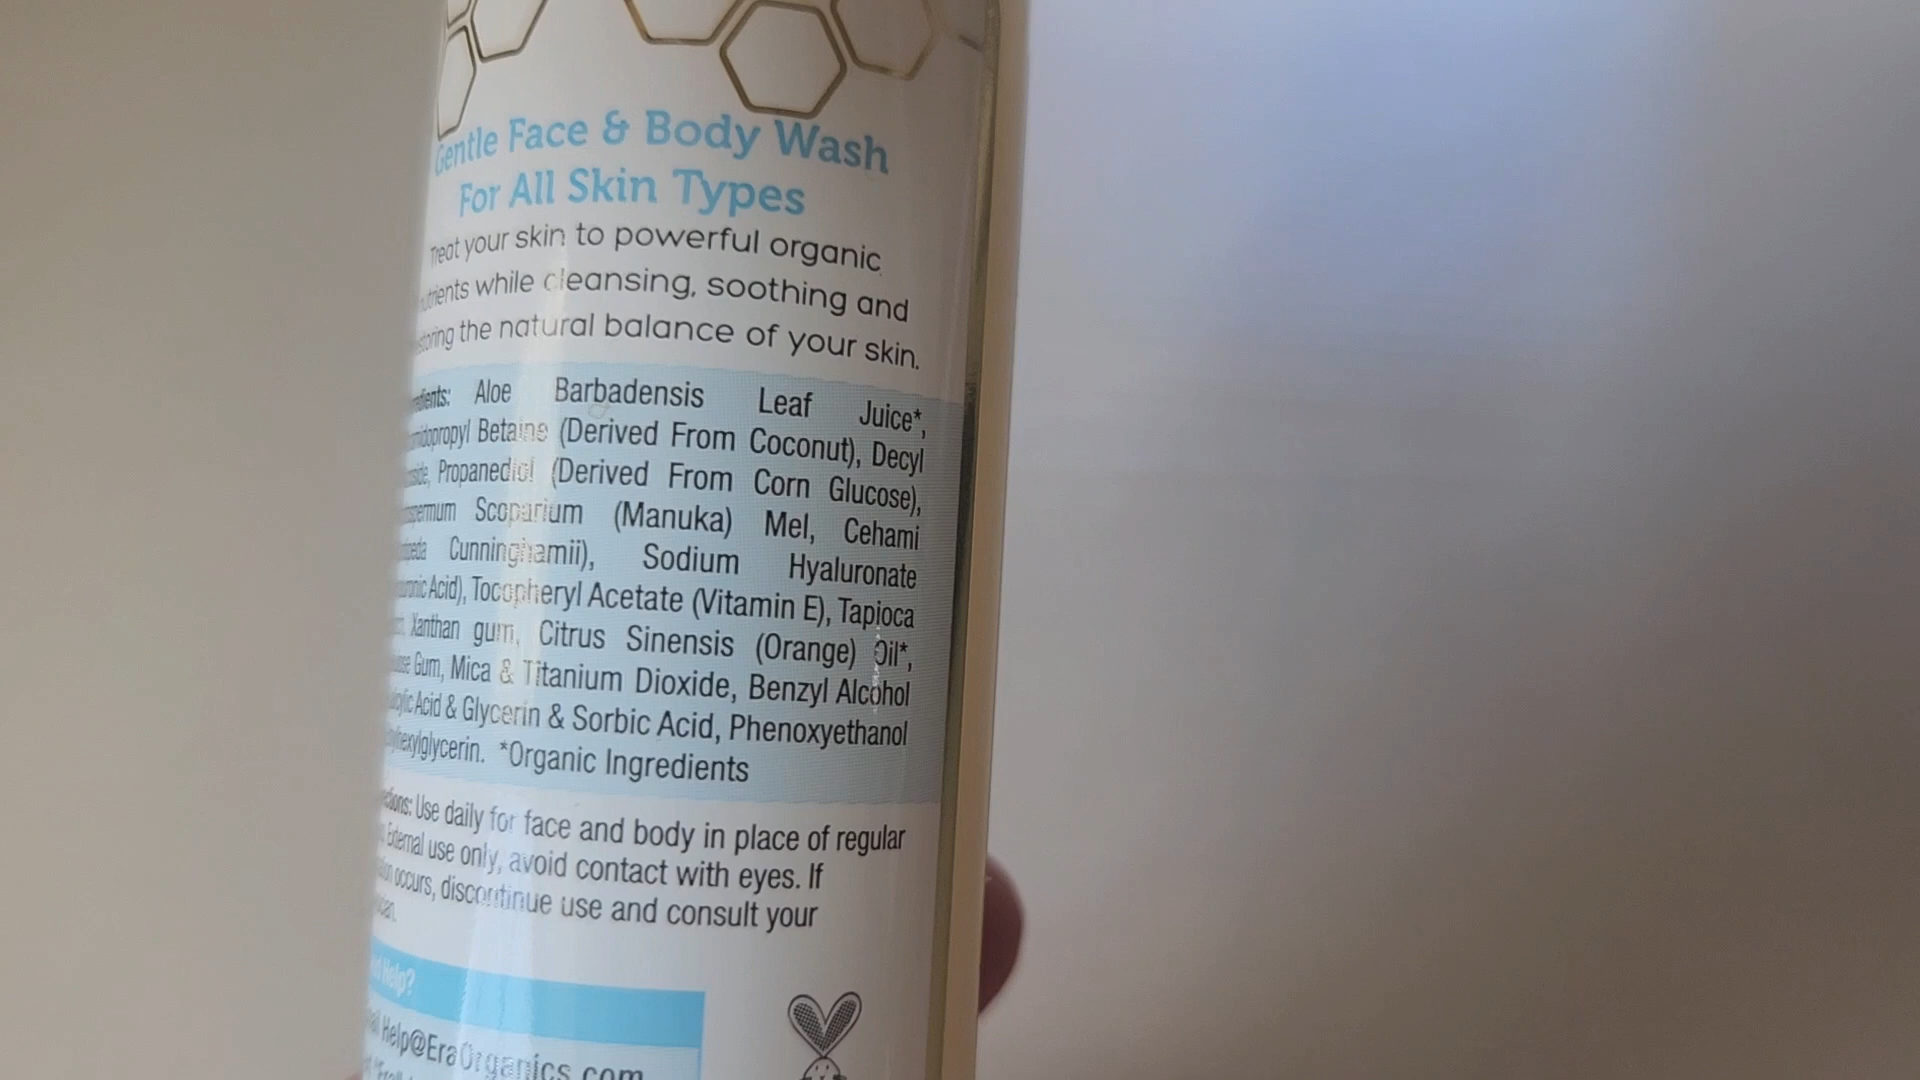 Gentle Face & Body Wash
For All Skin Types
Treat your skin to powerful organic
while cleansing, soothing and
the natural balance of your skin.
Aloe Barbadensis Leaf Juice*,
Betaine (Derived From Coconut), Decyl
Propanediol (Derived From Corn Glucose),
Scoparium (Manuka) Mel, Cehami
Cunninghamii), Sodium Hyaluronate
Acid), Tocopheryl Acetate (Vitamin E), Tapioca
Xanthan gum, Citrus Sinensis (Orange) Oil*,
Gum, Mica & Titanium Dioxide, Benzyl Alcohol
Acid & Glycerin & Sorbic Acid, Phenoxyethanol
*Organic Ingredients
Use daily for face and body in place of regular
External use only, avoid contact with eyes. If
occurs, discontinue use and consult your
Help?
Help@EraOrganics.com